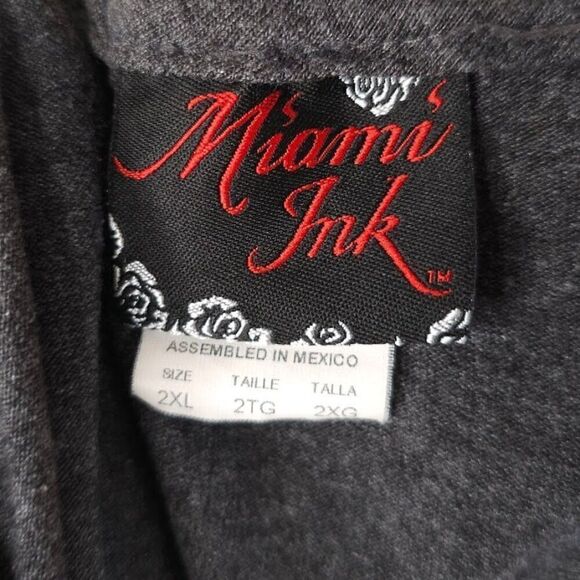 Miami
Ink
TM
ASSEMBLED IN MEXICO
SIZE TAILLE TALLA
2XL 2TG 2XG